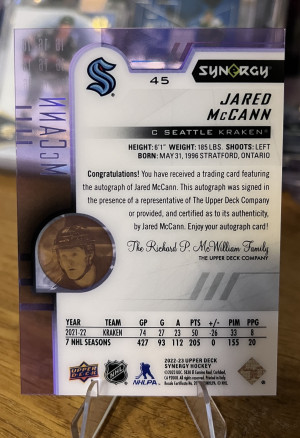 45
SYNERGY
JARED
McCANN
C SEATTLE KRAKEN
HEIGHT: 6'1" WEIGHT: 185 LBS. SHOOTS: LEFT
BORN: MAY 31, 1996 STRATFORD, ONTARIO
McCANN
Congratulations! You have received a trading card featuring
the autograph of Jared McCann. This autograph was signed in
the presence of a representative of The Upper Deck Company
or provided, and certified as to its authenticity,
by Jared McCann. Enjoy your autograph card!
The Richard P. McWilliam Family
THE UPPER DECK COMPANY
YEAR TEAM GP G A PTS +/- PIM PPG
2021-22 KRAKEN 74 27 23 50 -26 33 8
7 NHL SEASONS 427 93 112 205 0 155 20
UPPER DECK
NHL
NHLPA
2022-23 UPPER DECK
SYNERGY HOCKEY